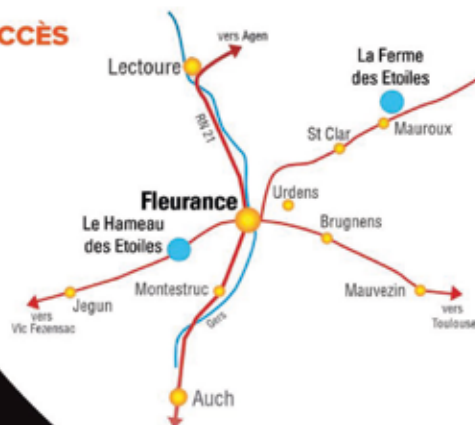 CCÈS
vers Agen
Lectoure
La Ferme
des Etoiles
RN 21
St Clar
Mauroux
Urdens
Fleurance
Le Hameau
des Etoiles
Brugnens
Montestruc
Mauvezin
Jegun
vers
Vic Fezensac
Gers
vers
Toulouse
Auch